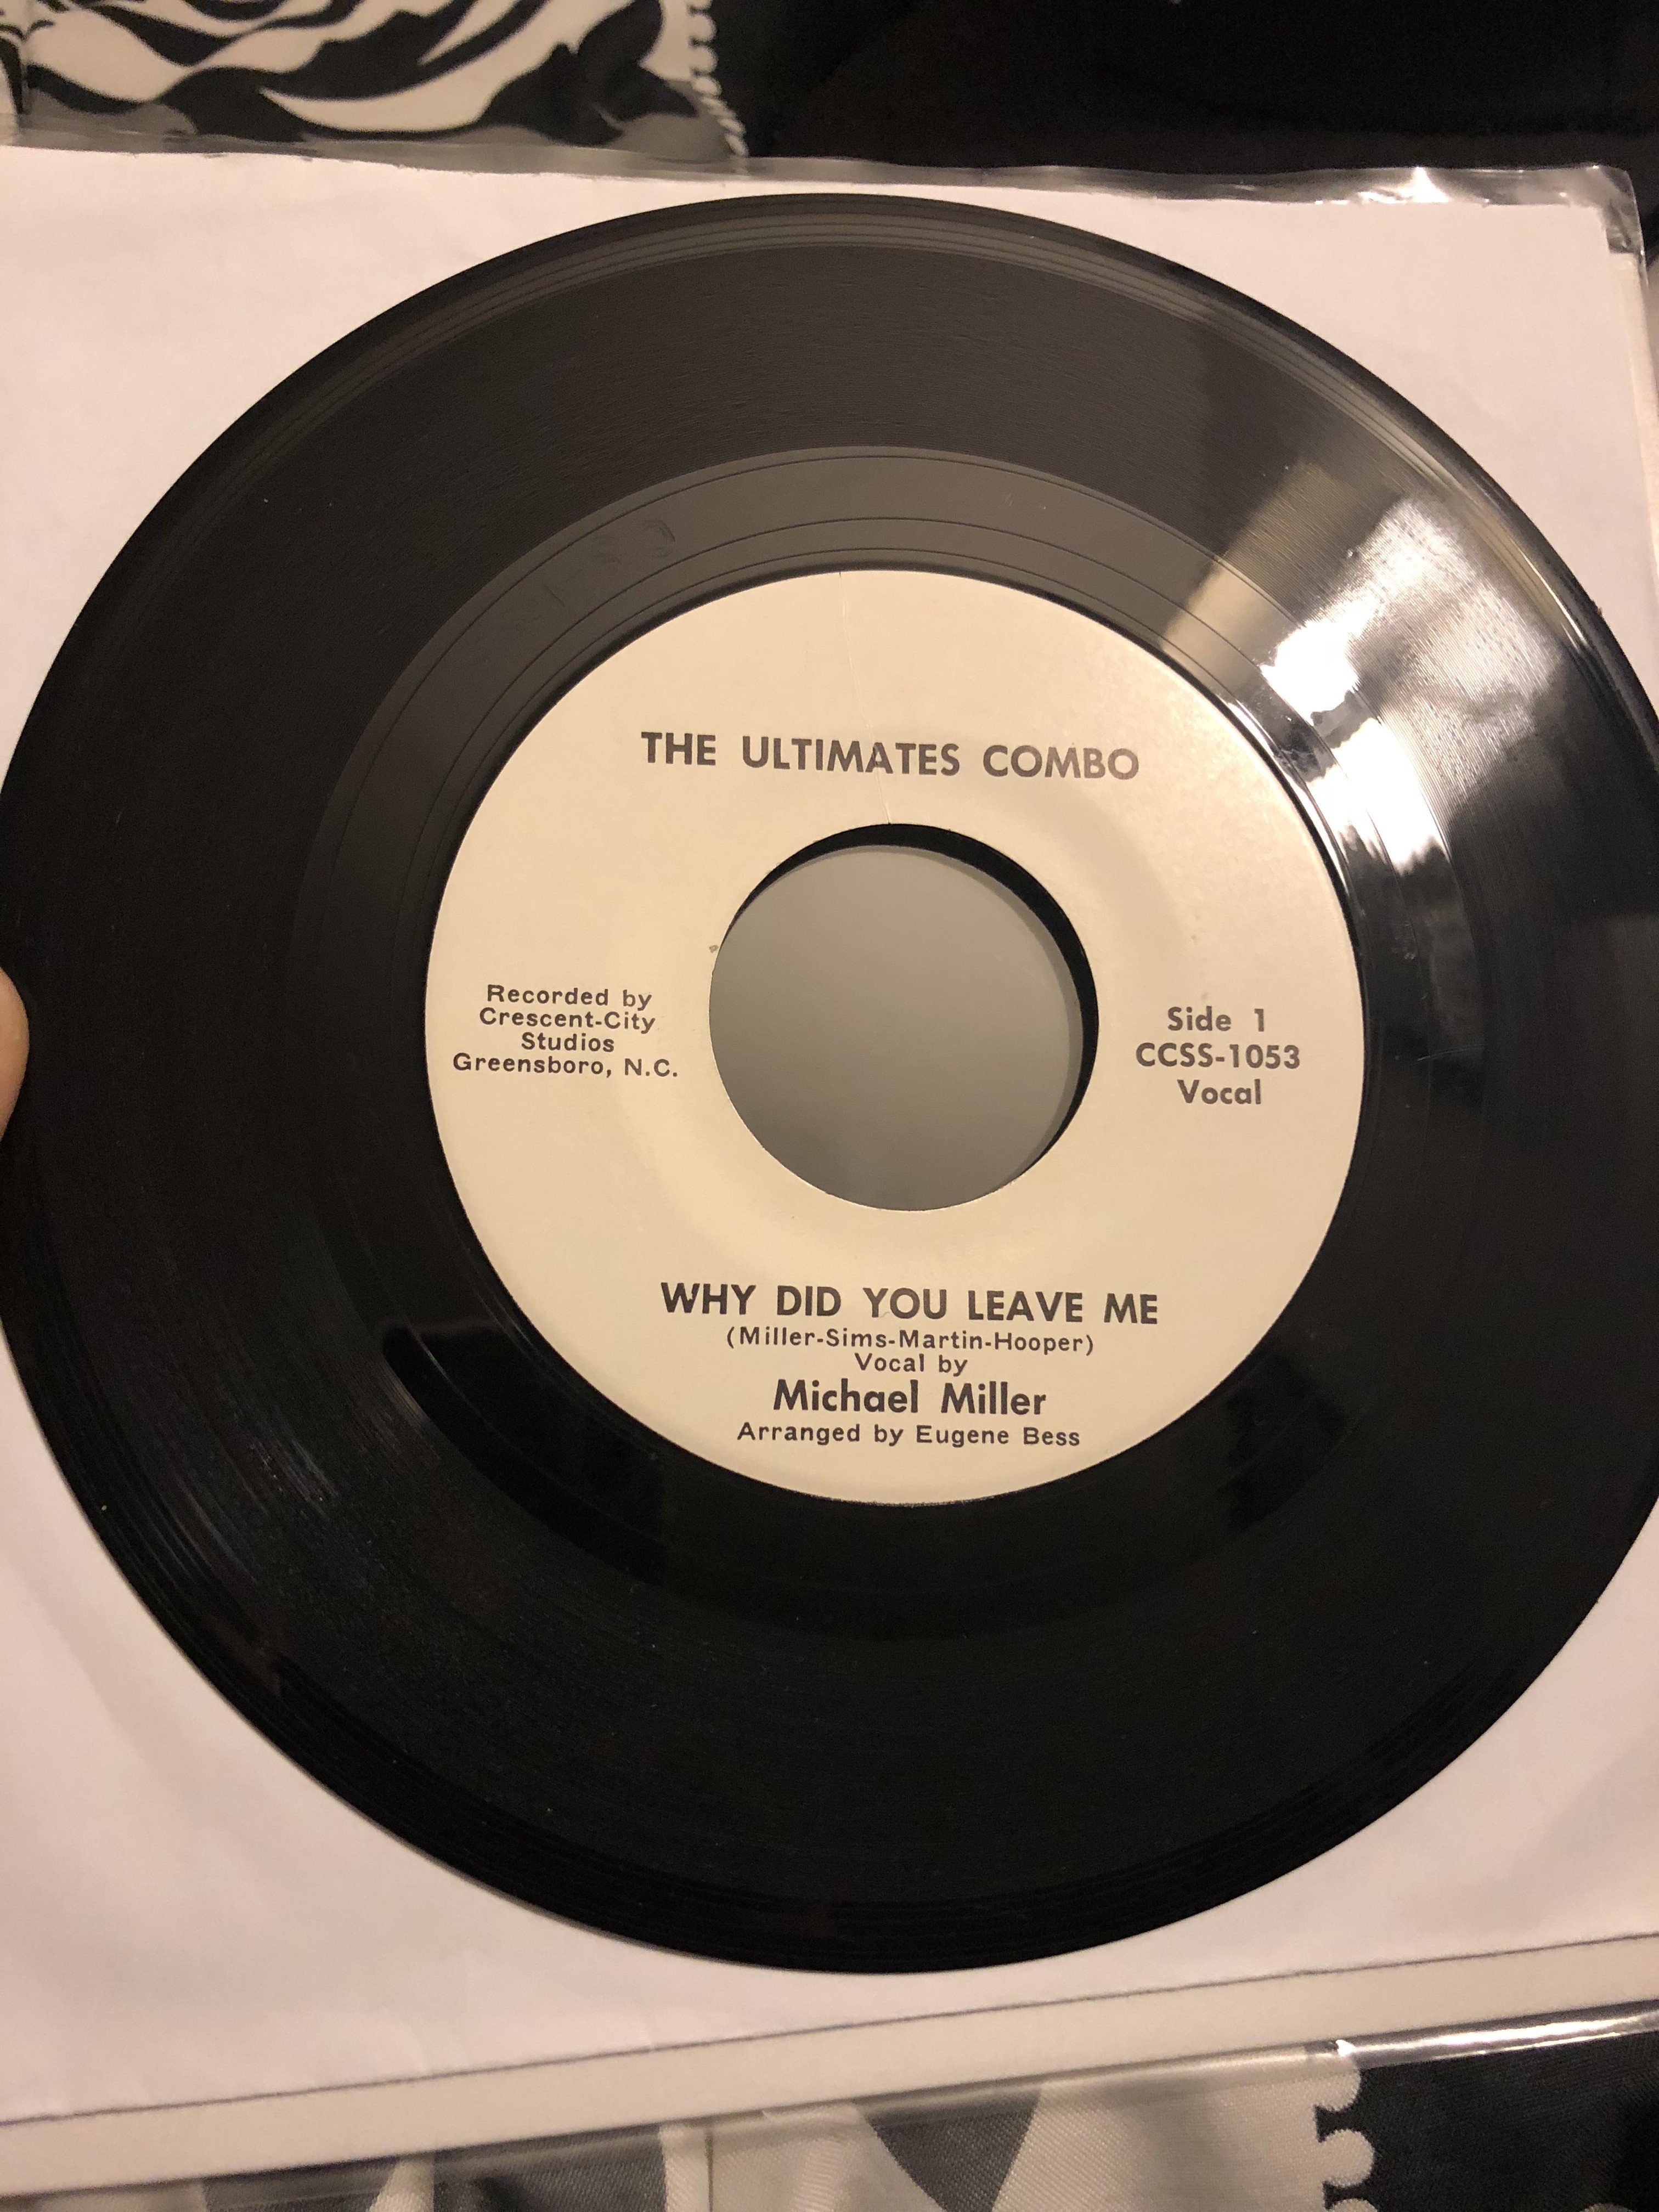 THE ULTIMATES COMBO
Recorded by
Crescent-City
Studios
Greensboro, N.C.
Side 1
CCSS-1053
Vocal
WHY DID YOU LEAVE ME
(Miller-Sims-Martin-Hooper)
Vocal by
Michael Miller
Arranged by Eugene Bess